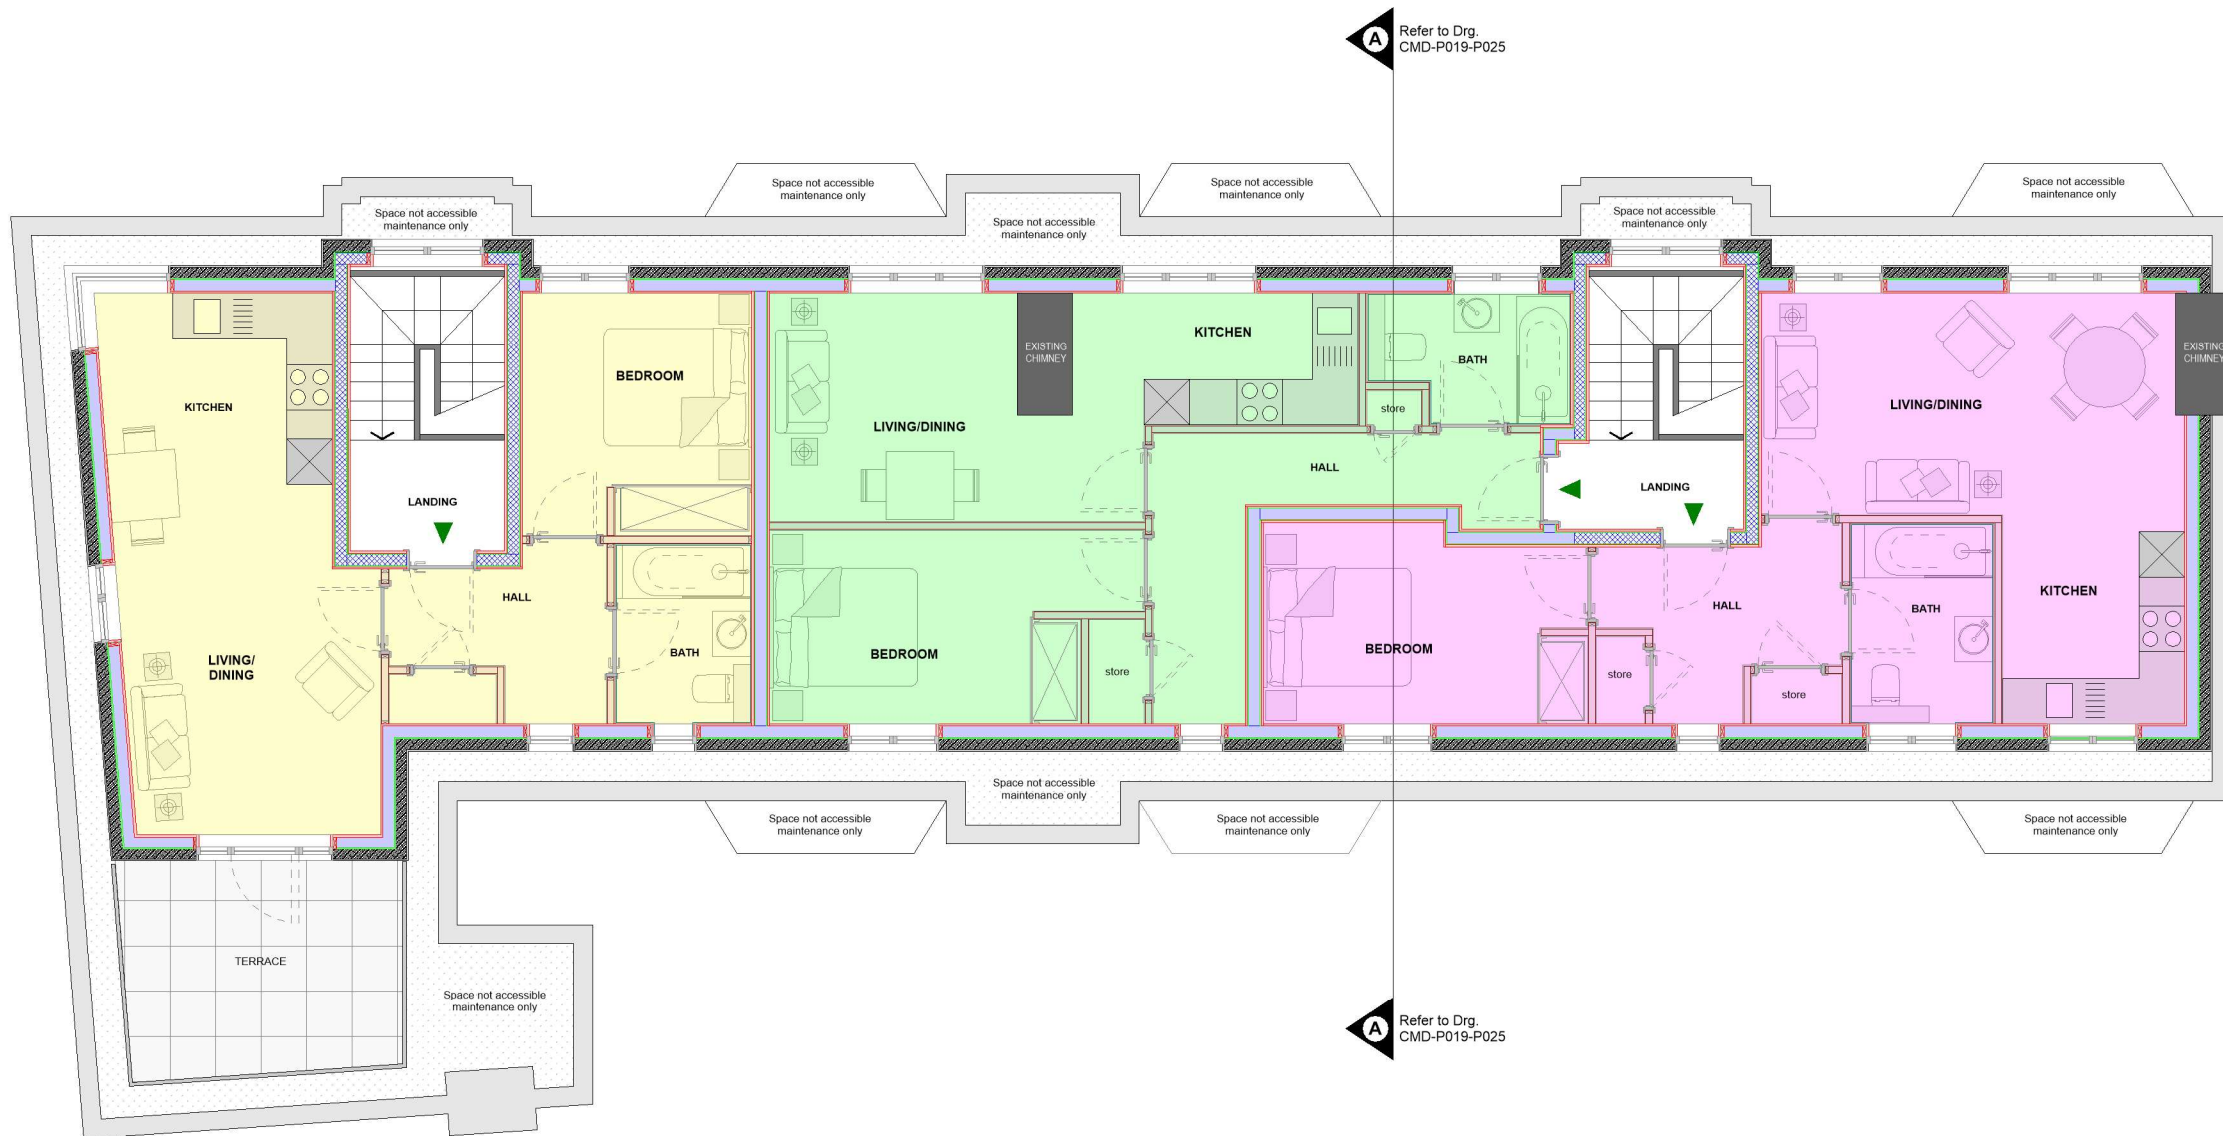 A
Refer to Drg.
CMD-P019-P025
Space not accessible
maintenance only
Space not accessible
maintenance only
Space not accessible
maintenance only
Space not accessible
maintenance only
Space not accessible
maintenance only
Space not accessible
maintenance only
KITCHEN
LIVING/
DINING
LANDING
HALL
BEDROOM
BATH
LIVING/DINING
EXISTING
CHIMNEY
KITCHEN
BATH
store
HALL
BEDROOM
store
LANDING
LIVING/DINING
EXISTING
CHIMNEY
BEDROOM
store
HALL
store
BATH
KITCHEN
Space not accessible
maintenance only
Space not accessible
maintenance only
Space not accessible
maintenance only
Space not accessible
maintenance only
TERRACE
Space not accessible
maintenance only
A
Refer to Drg.
CMD-P019-P025